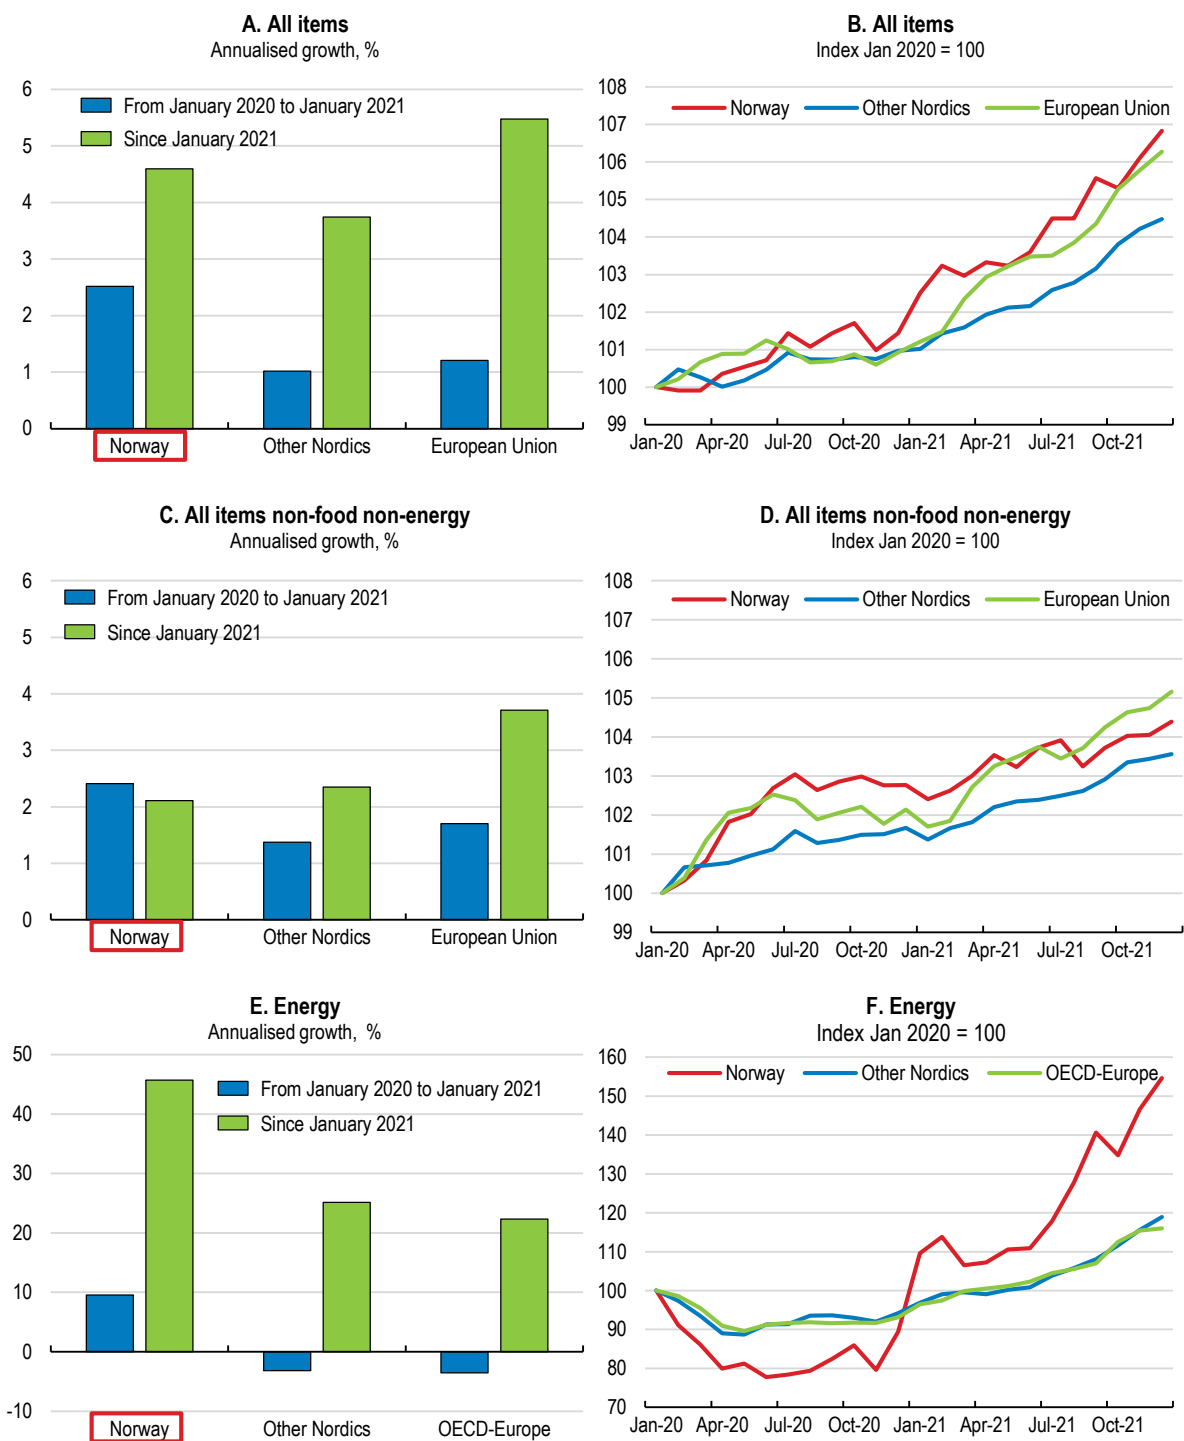 A. All items
Annualised growth, %
6
5
4
3
2
1
0
From January 2020 to January 2021
Since January 2021
Norway
Other Nordics
European Union
B. All items
Index Jan 2020 = 100
108
107
106
105
104
103
102
101
100
99
Norway
Other Nordics
European Union
Jan-20 Apr-20 Jul-20 Oct-20 Jan-21 Apr-21 Jul-21 Oct-21
C. All items non-food non-energy
Annualised growth, %
6
5
4
3
2
1
0
From January 2020 to January 2021
Since January 2021
Norway
Other Nordics
European Union
D. All items non-food non-energy
Index Jan 2020 = 100
108
107
106
105
104
103
102
101
100
99
Norway
Other Nordics
European Union
Jan-20 Apr-20 Jul-20 Oct-20 Jan-21 Apr-21 Jul-21 Oct-21
E. Energy
Annualised growth, %
50
40
30
20
10
0
-10
From January 2020 to January 2021
Since January 2021
Norway
Other Nordics
OECD-Europe
F. Energy
Index Jan 2020 = 100
160
150
140
130
120
110
100
90
80
70
Norway
Other Nordics
OECD-Europe
Jan-20 Apr-20 Jul-20 Oct-20 Jan-21 Apr-21 Jul-21 Oct-21